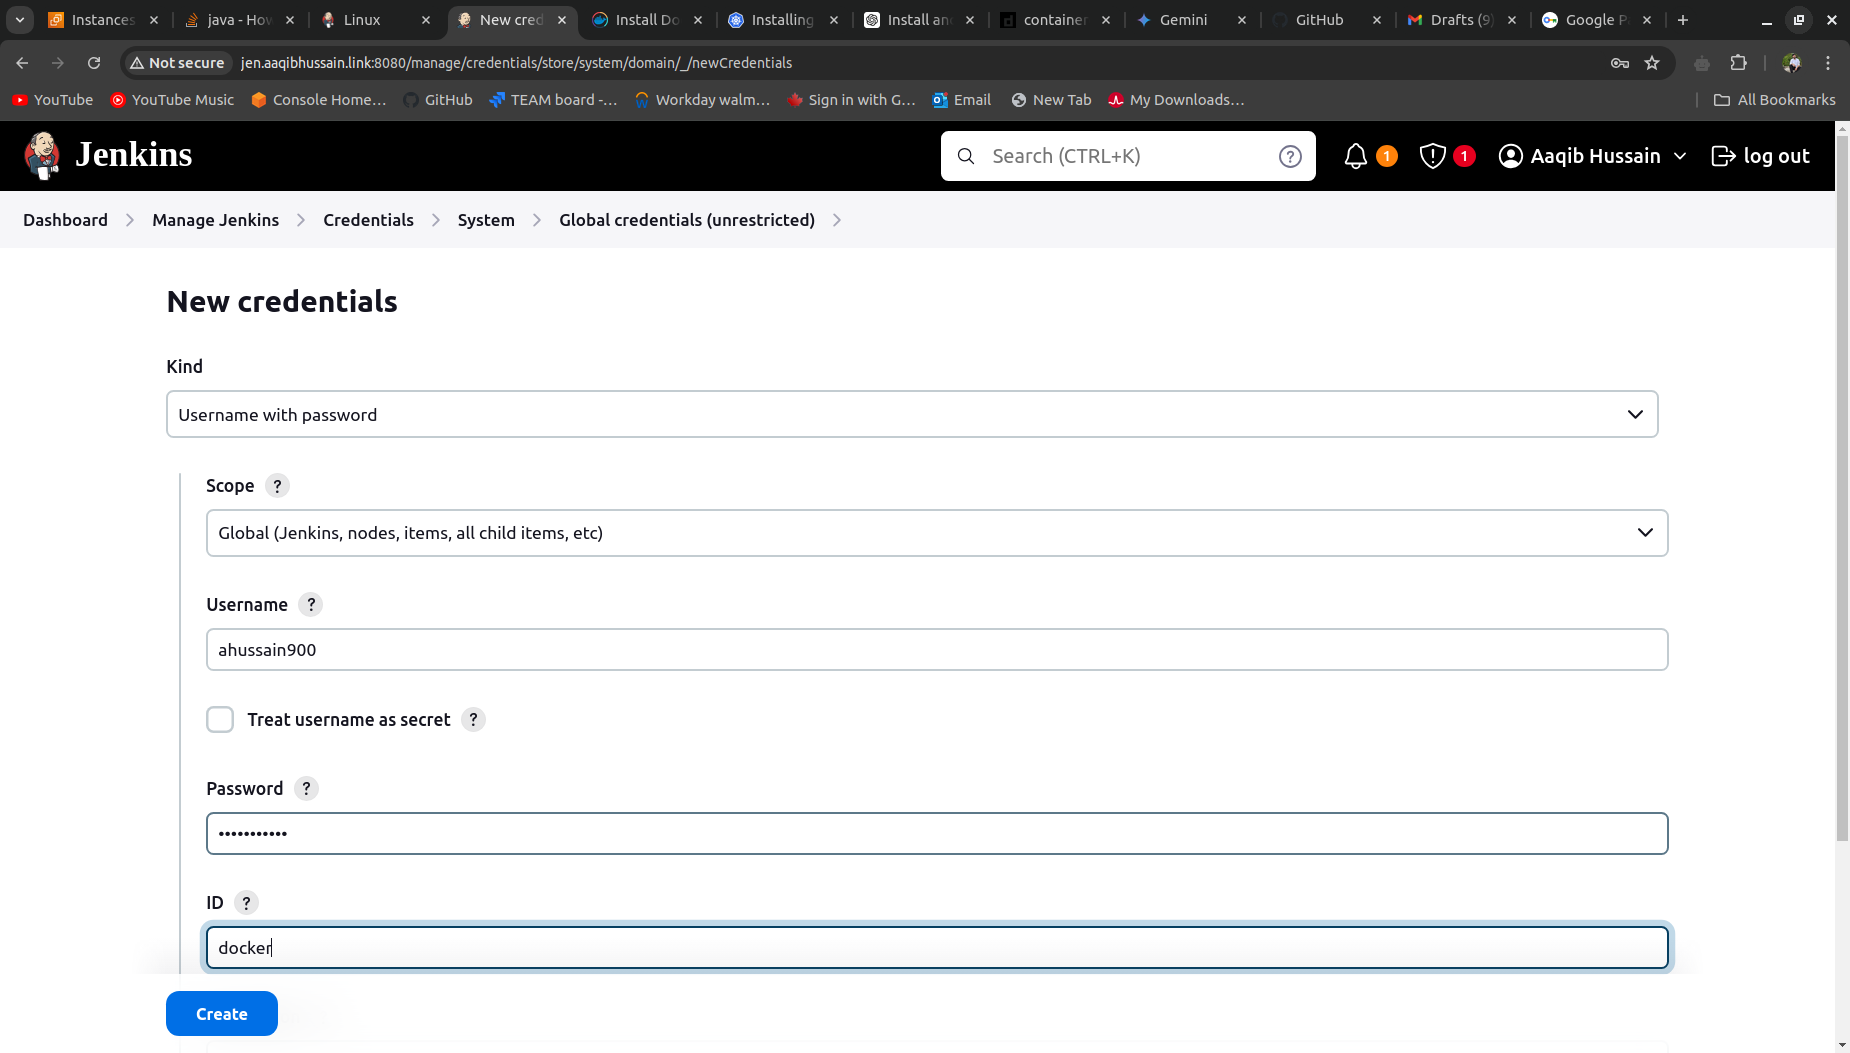 Instances
java - How
Linux
New cred
Install Do
Installing
Install an
container
Gemini
GitHub
Drafts (9)
Google P
Not secure
jen.aaqibhussain.link:8080/manage/credentials/store/system/domain/_/newCredentials
YouTube
YouTube Music
Console Home...
GitHub
TEAM board -...
Workday walm...
Sign in with G...
Email
New Tab
My Downloads...
All Bookmarks
Jenkins
Search (CTRL+K)
?
1
1
Aaqib Hussain
log out
Dashboard
Manage Jenkins
Credentials
System
Global credentials (unrestricted)
New credentials
Kind
Username with password
Scope ?
Global (Jenkins, nodes, items, all child items, etc)
Username ?
ahussain900
Treat username as secret ?
Password ?
•••••••••••
ID ?
docker
Create